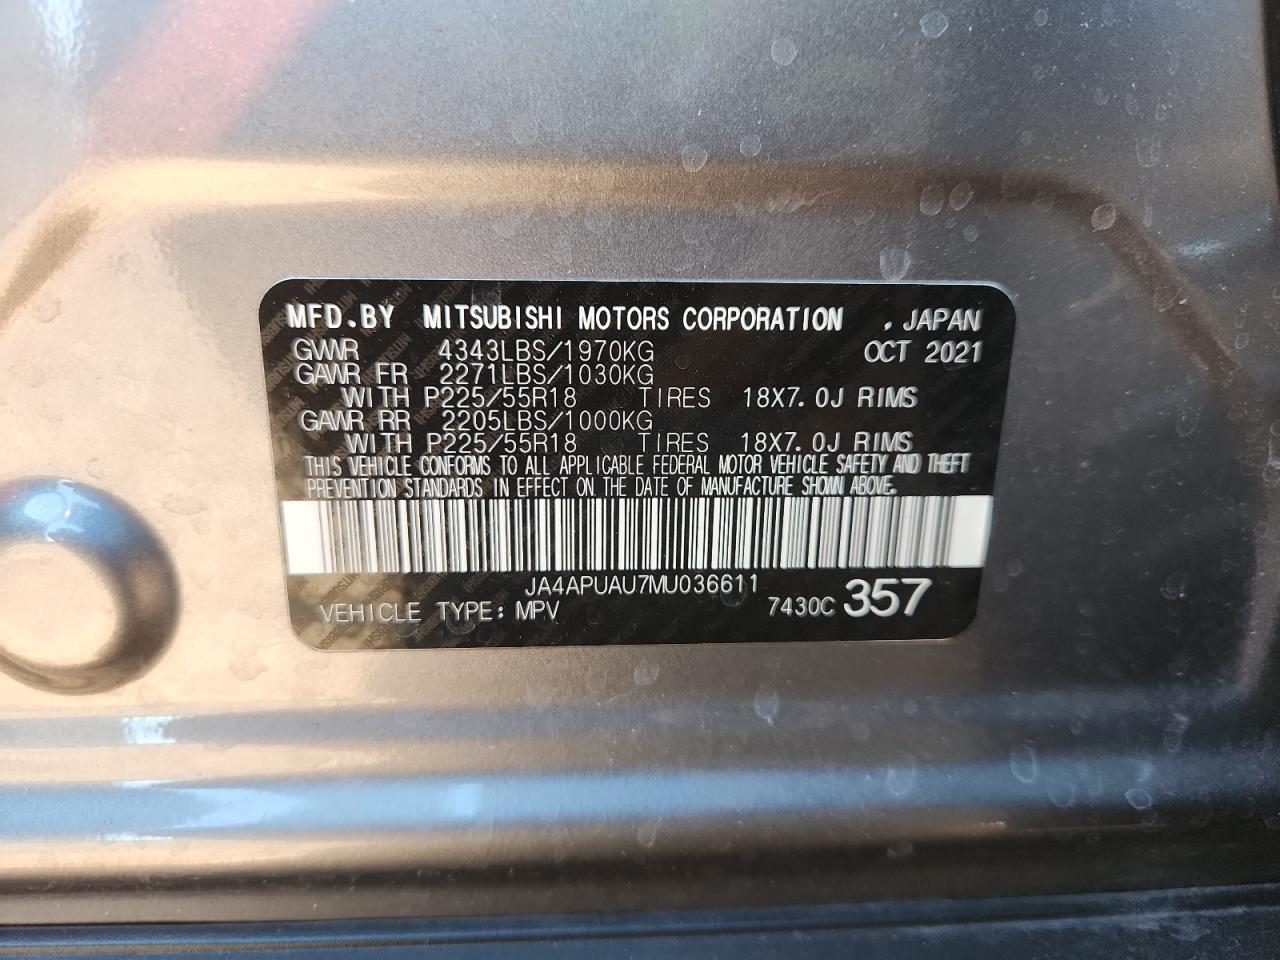 MFD.BY MITSUBISHI MOTORS CORPORATION , JAPAN
GVWR 4343LBS/1970KG OCT 2021
GAWR FR 2271LBS/1030KG
WITH P225/55R18 TIRES 18X7.0J RIMS
GAWR RR 2205LBS/1000KG
WITH P225/55R18 TIRES 18X7.0J RIMS
THIS VEHICLE CONFORMS TO ALL APPLICABLE FEDERAL MOTOR VEHICLE SAFETY AND THEFT
PREVENTION STANDARDS IN EFFECT ON THE DATE OF MANUFACTURE SHOWN ABOVE.
JA4APUAU7MU036611
VEHICLE TYPE: MPV 7430C 357